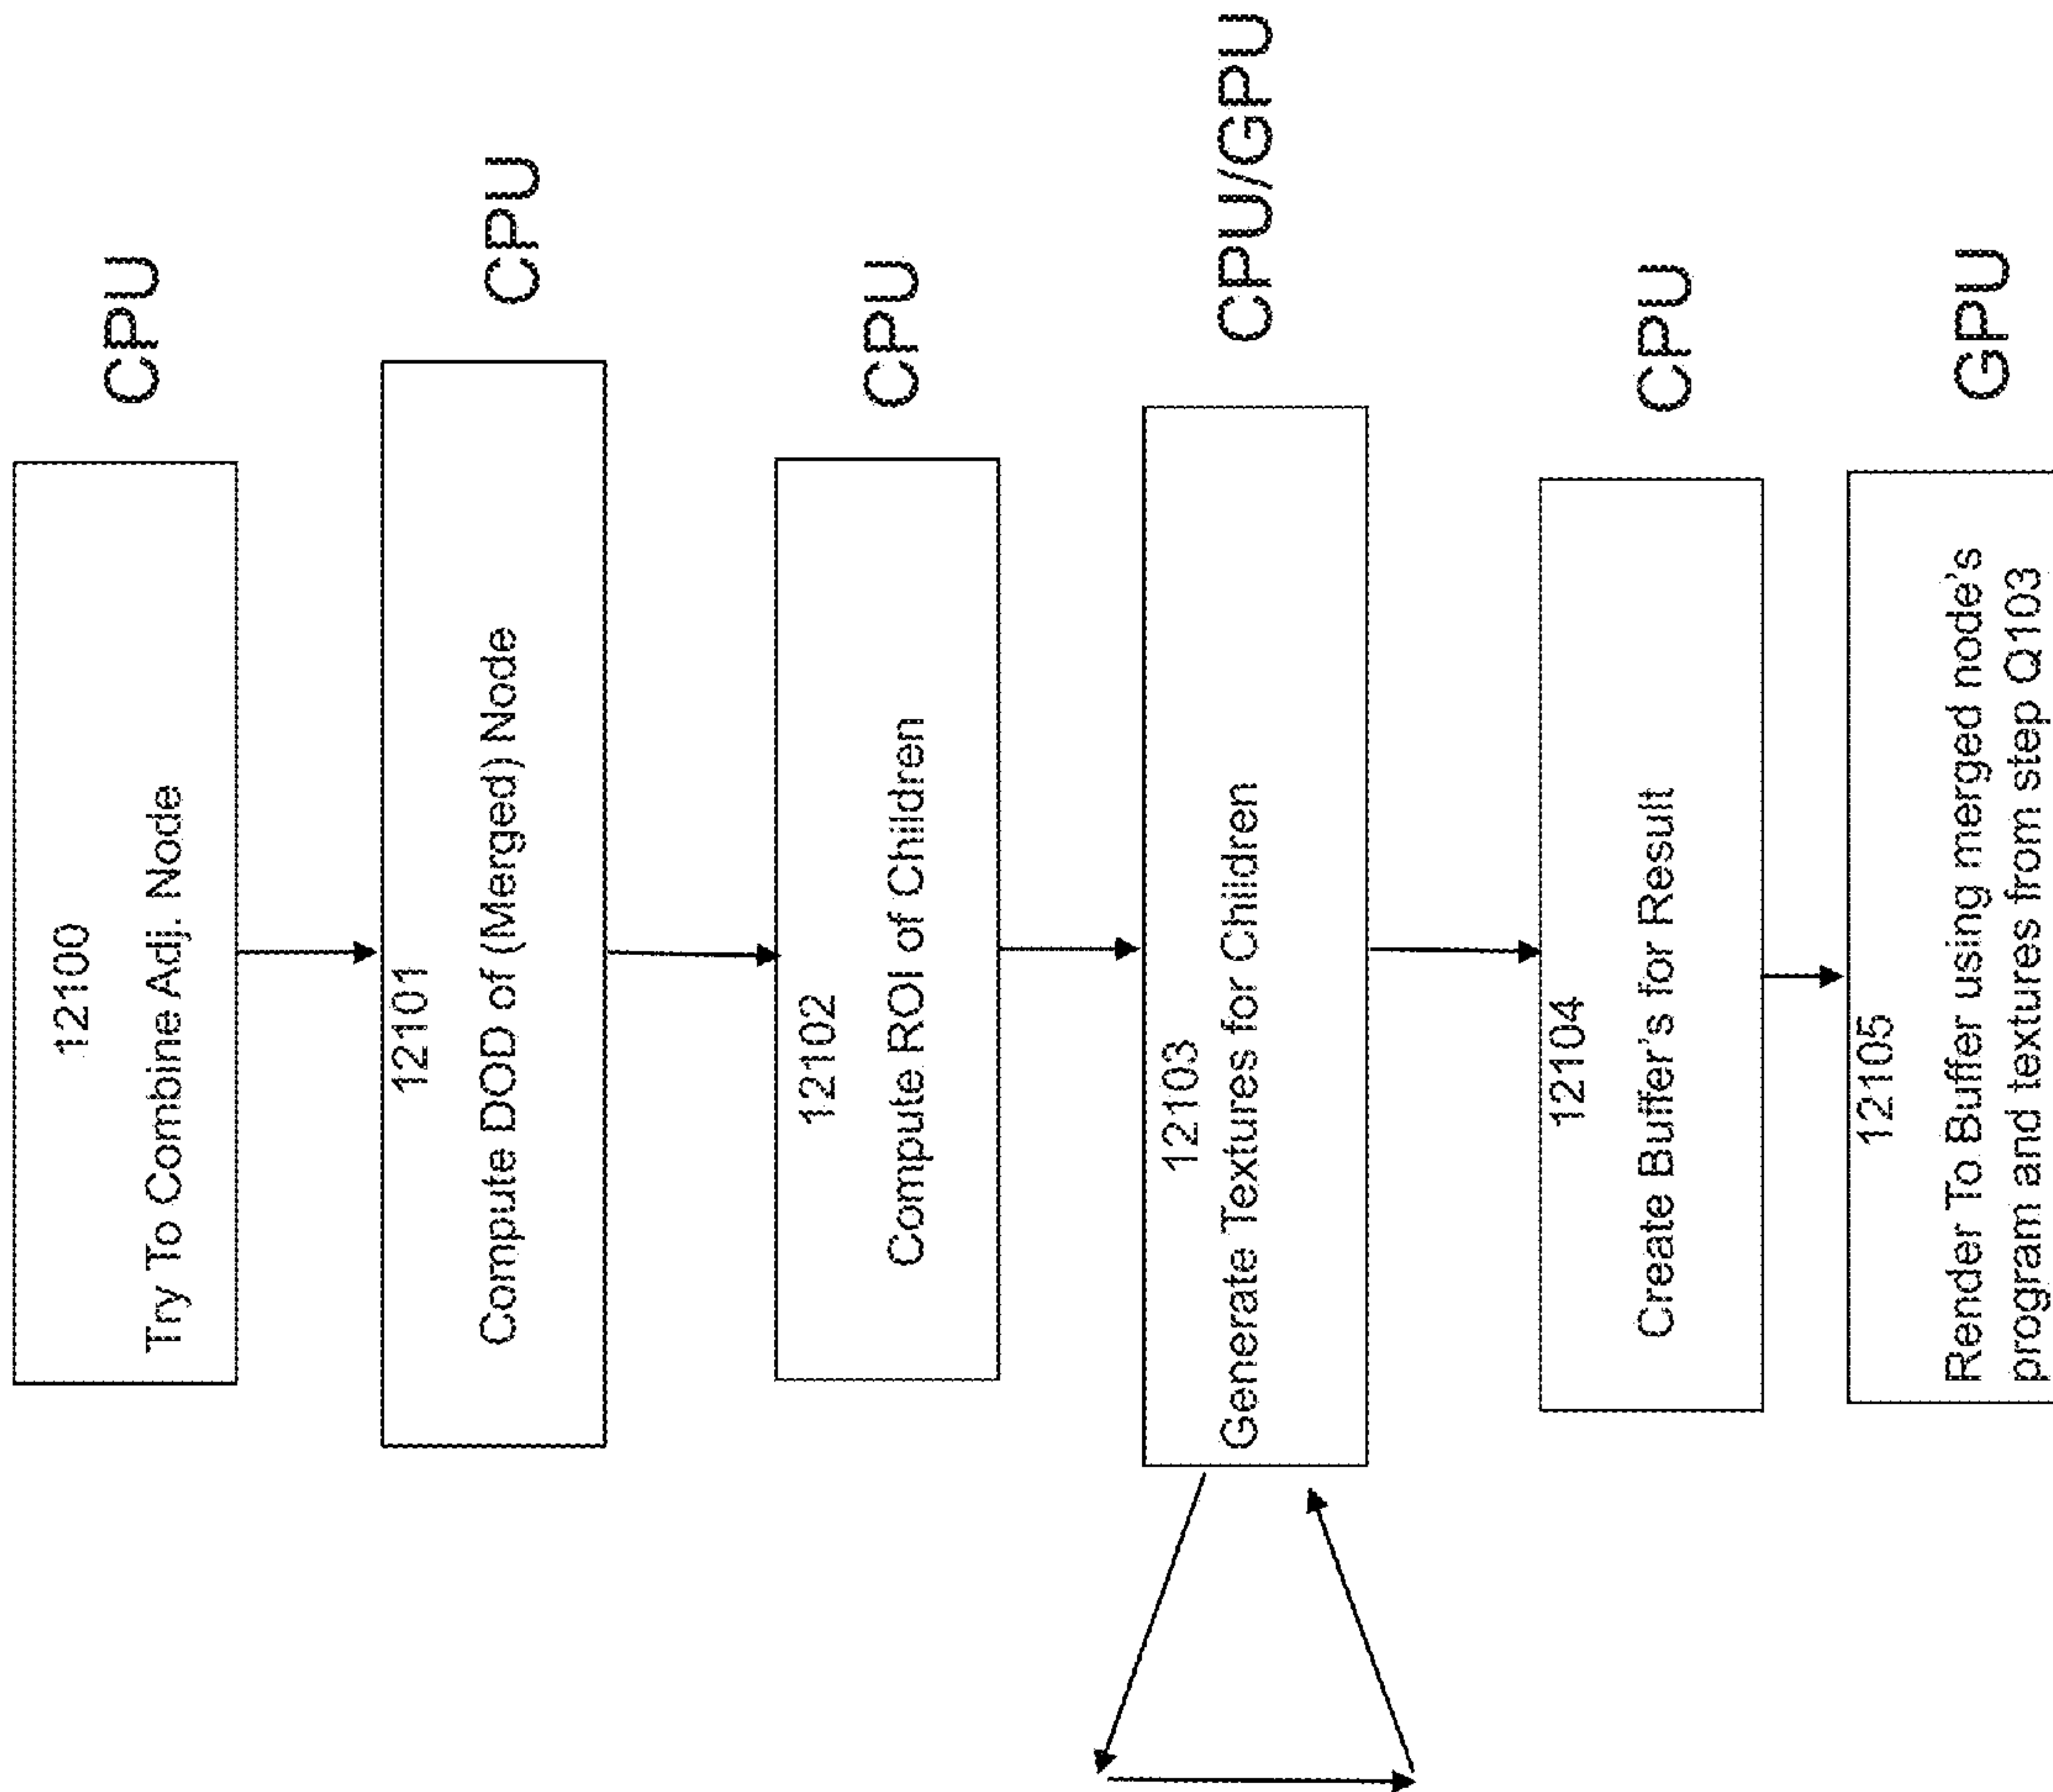 12100
Try To Combine Adj. Node
CPU
12101
Compute DOD of (Merged) Node
CPU
12102
Compute ROI of Children
CPU
12103
Generate Textures for Children
CPU/GPU
12104
Create Buffer's for Result
CPU
12105
Render To Buffer using merged node's
program and textures from step Q103
GPU